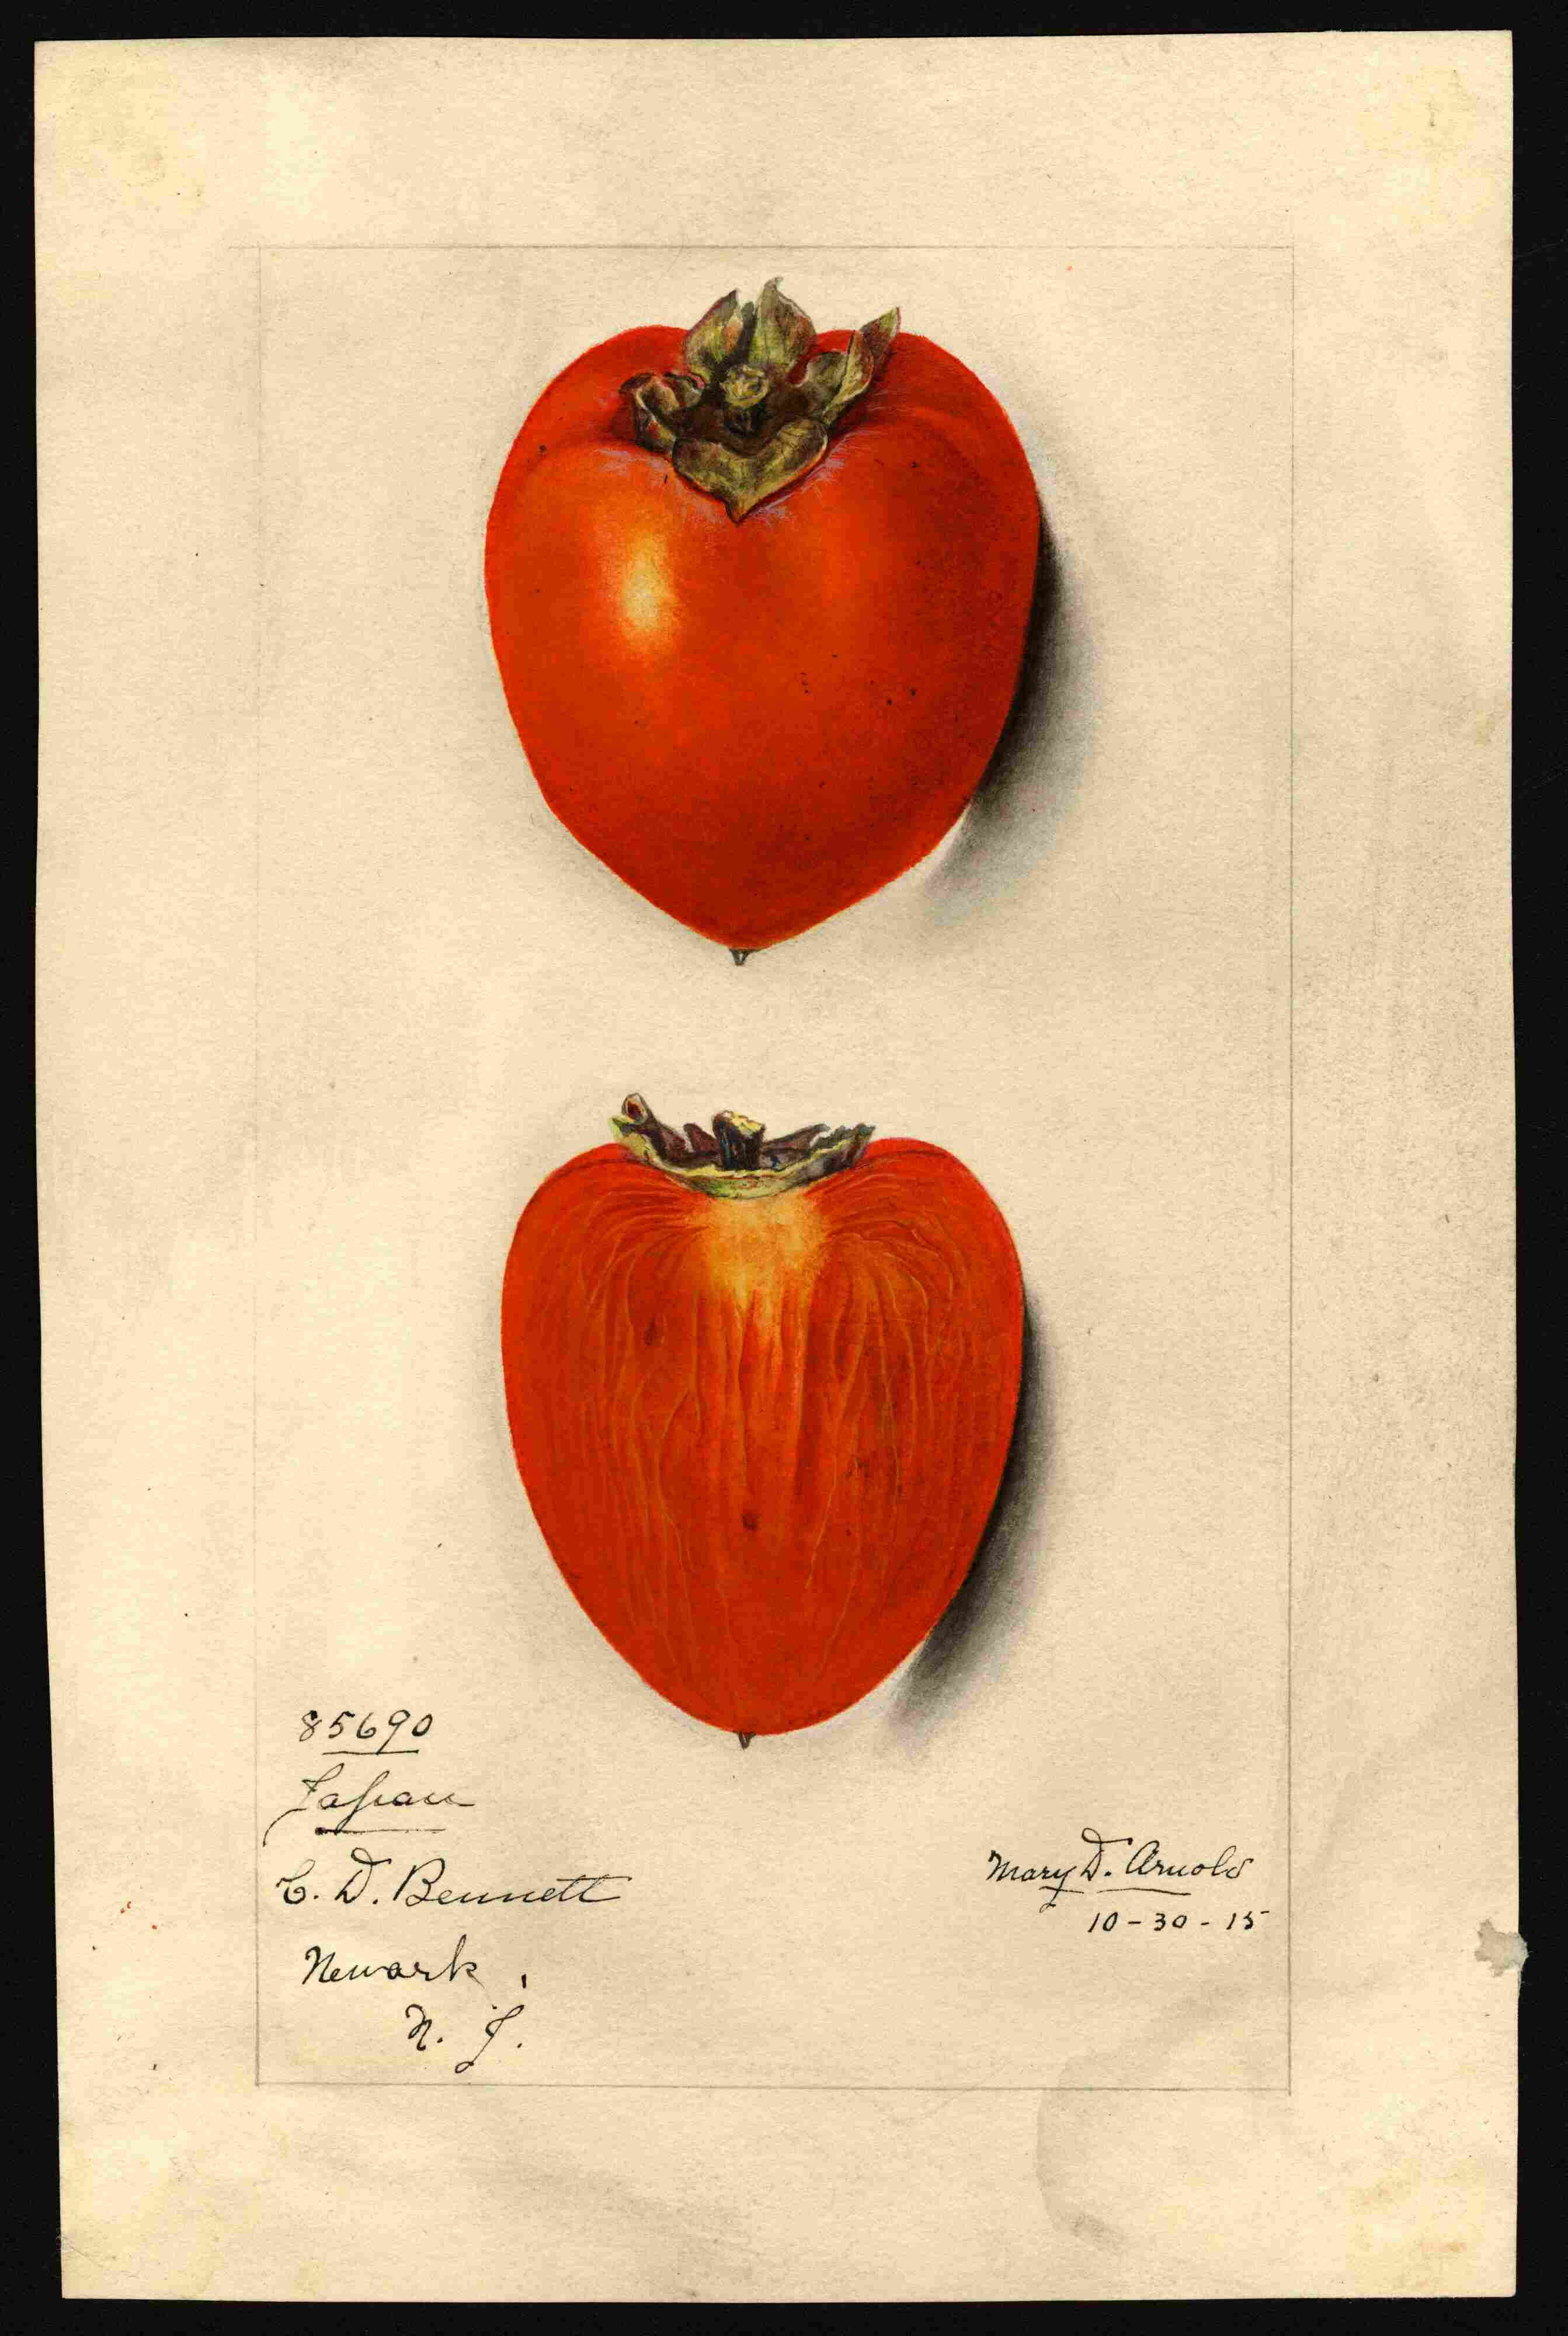 85690
Japan
C. D. Bennett
Newark,
N. J.
Mary D. Arnold
10-30-15